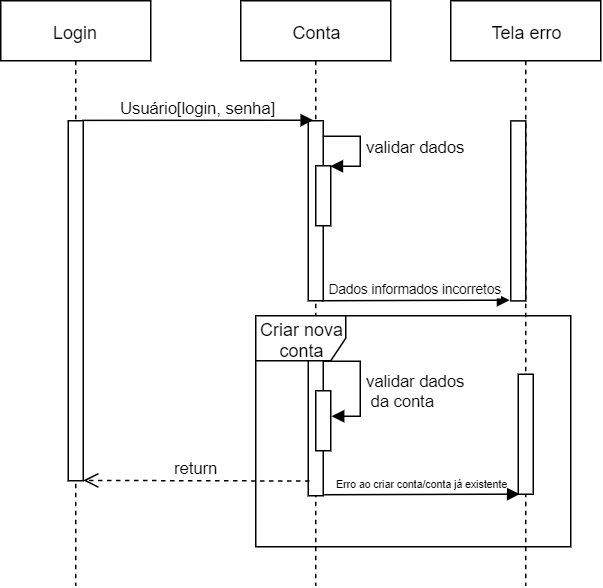 Login
Conta
Tela erro
Usuário[login, senha]
validar dados
Dados informados incorretos
Criar nova
conta
validar dados
da conta
return
Erro ao criar conta/conta já existente